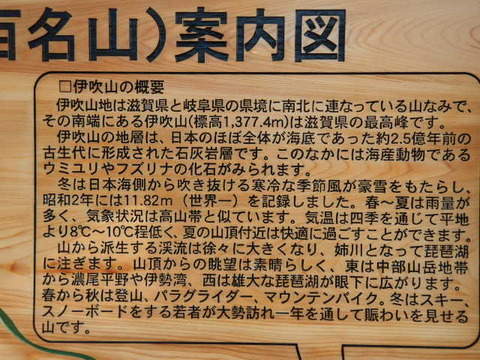 百名山)案内図
□伊吹山の概要
伊吹山地は滋賀県と岐阜県の県境に南北に連なっている山なみで、
その南端にある伊吹山(標高1,377.4m)は滋賀県の最高峰です。
伊吹山の地層は、日本のほぼ全体が海底であった約2.5億年前の
古生代に形成された石灰岩層です。このなかには海産動物である
ウミユリやフズリナの化石がみられます。
冬は日本海側から吹き抜ける寒冷な季節風が豪雪をもたらし、
昭和2年には11.82m(世界一)を記録しました。春~夏は雨量が
多く、気象状況は高山帯と似ています。気温は四季を通じて平地
より8℃~10℃程低く、夏の山頂付近は快適に過ごすことができます。
山から派生する渓流は徐々に大きくなり、姉川となって琵琶湖
に注ぎます。山頂からの眺望は素晴らしく、東は中部山岳地帯
から濃尾平野や伊勢湾、西は雄大な琵琶湖が眼下に広がります。
春から秋は登山、パラグライダー、マウンテンバイク。冬はスキー、
スノーボードをする若者が大勢訪れ一年を通して賑わいを見せる
山です。